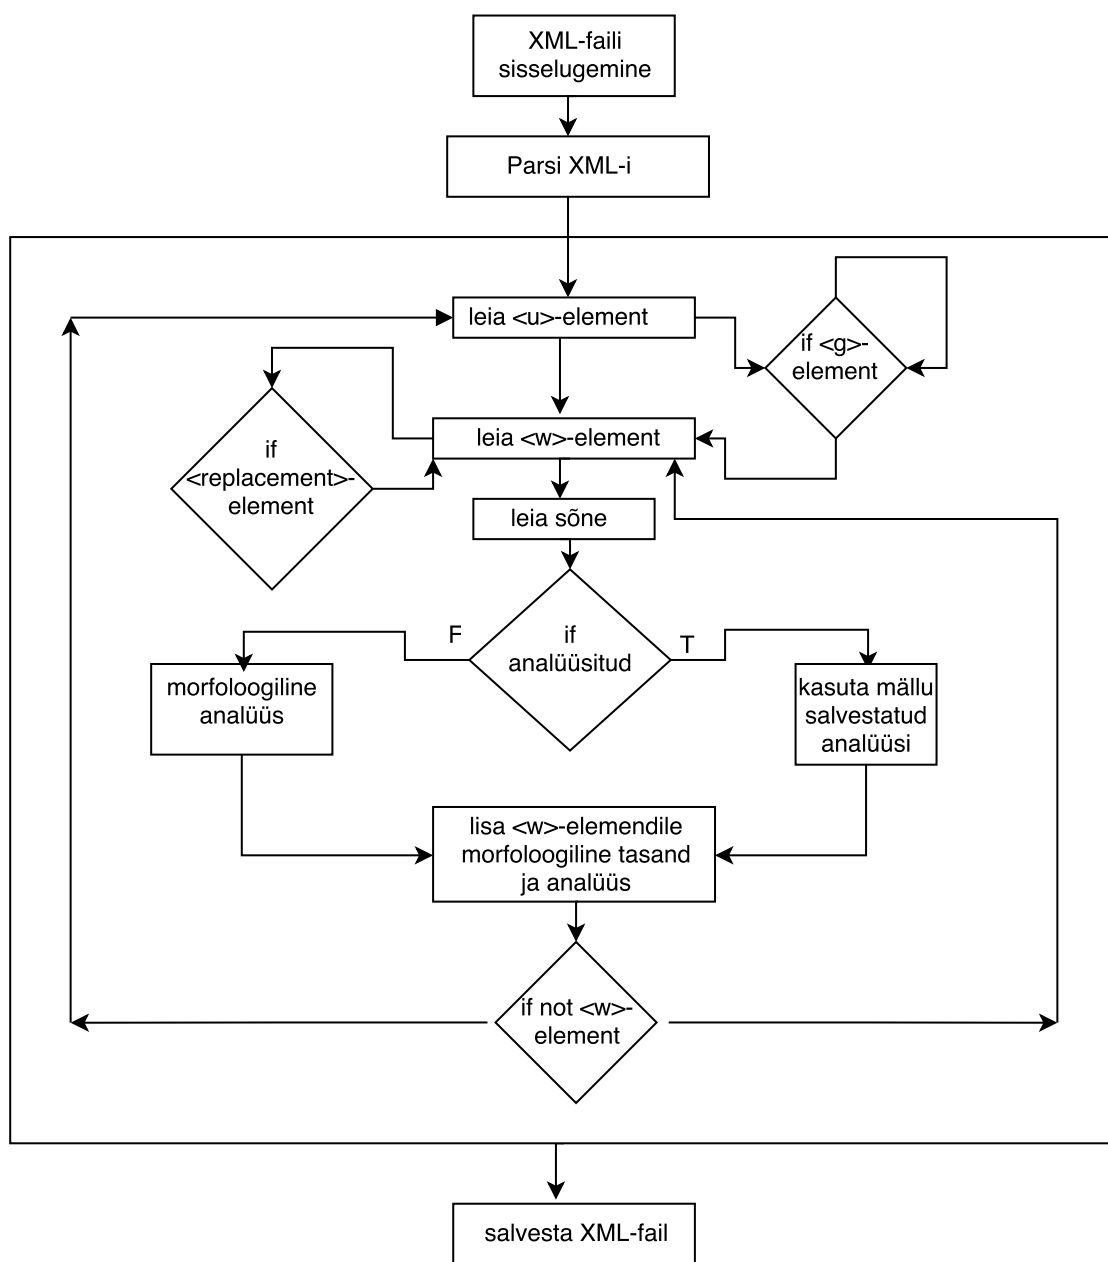 XML-faili
sisselugemine
Parsi XML-i
leia <u>-element
if <g>-
element
leia <w>-element
if
<replacement>-
element
leia sõne
F
if
analüüsitud
T
morfoloogiline
analüüs
kasuta mällu
salvestatud
analüüsi
lisa <w>-elemendile
morfoloogiline tasand
ja analüüs
if not <w>-
element
salvesta XML-fail